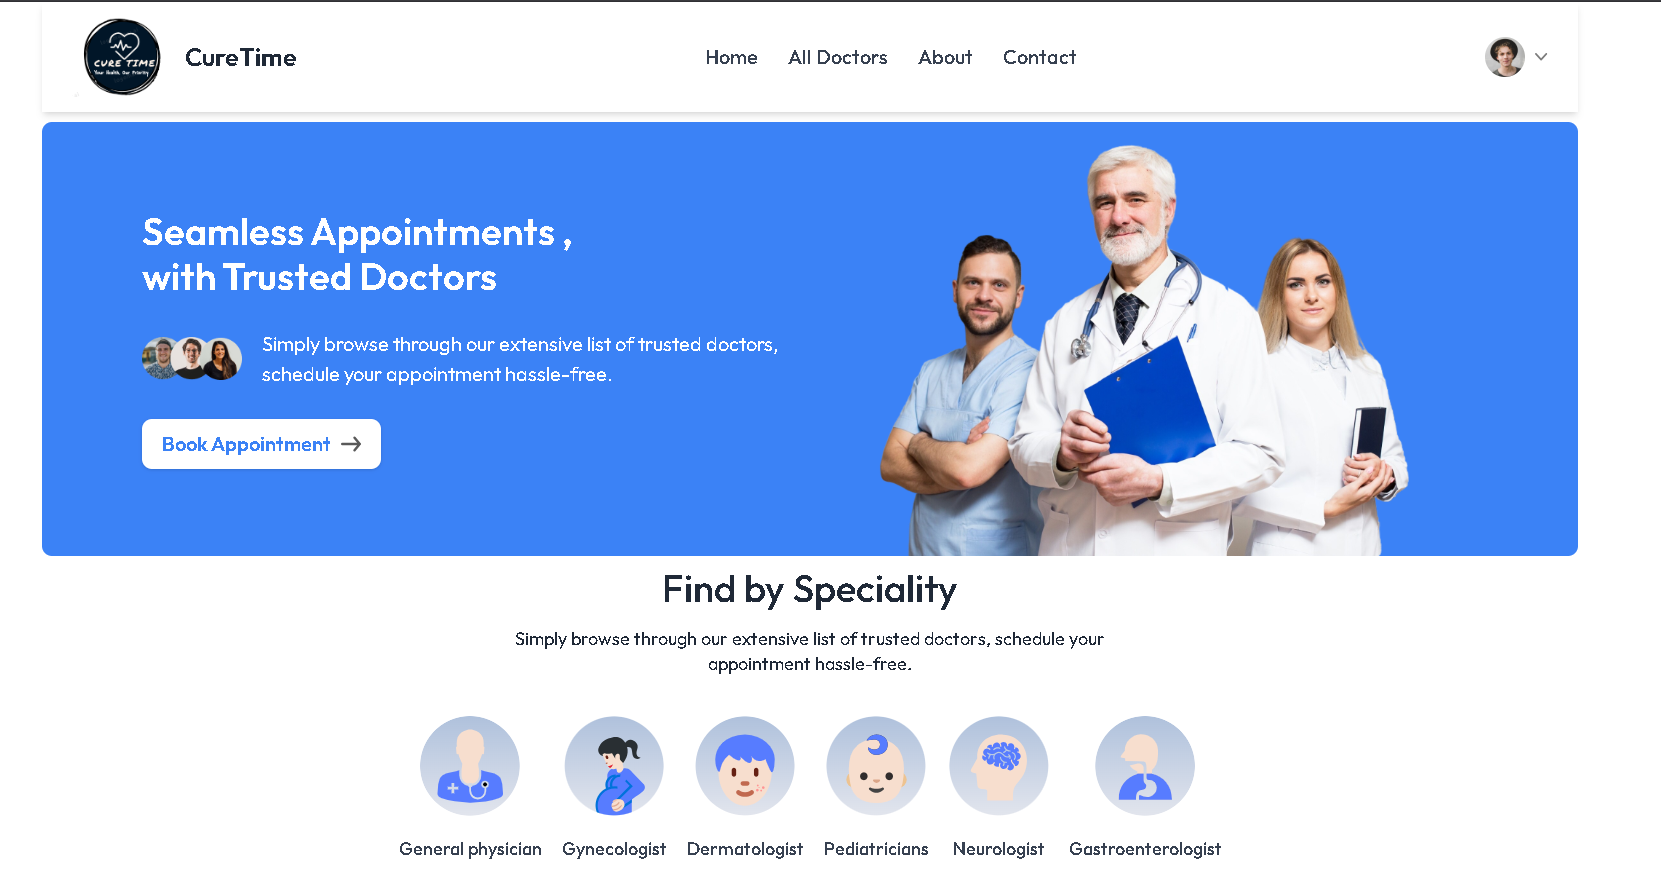 CURE TIME
Your Health, Our Priority
CureTime
Home
All Doctors
About
Contact
Seamless Appointments ,
with Trusted Doctors
Simply browse through our extensive list of trusted doctors,
schedule your appointment hassle-free.
Book Appointment
Find by Speciality
Simply browse through our extensive list of trusted doctors, schedule your
appointment hassle-free.
General physician
Gynecologist
Dermatologist
Pediatricians
Neurologist
Gastroenterologist